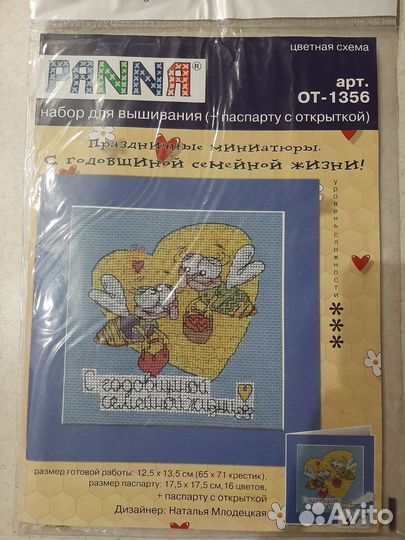 цветная схема
PANNA®
арт.
ОТ-1356
набор для вышивания (+ паспарту с открыткой)
Праздничные миниатюры.
С годовщиной семейной жизни!
уровень сложности
С годовщиной
семейной жизни
размер готовой работы: 12,5 х 13,5 см (65 х 71 крестик),
размер паспарту: 17,5 х 17,5 см, 16 цветов,
+ паспарту с открыткой
Дизайнер: Наталья Млодецкая
Avito